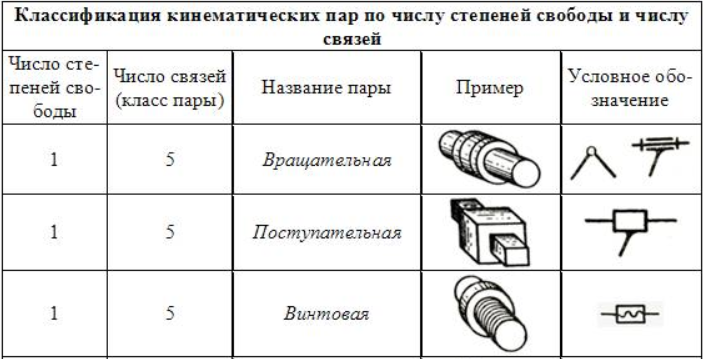 Классификация кинематических пар по числу степеней свободы и числу
связей
Число сте-
пеней сво-
боды
Число связей
(класс пары)
Название пары
Пример
Условное обо-
значение
1
5
Вращательная
1
5
Поступательная
1
5
Винтовая